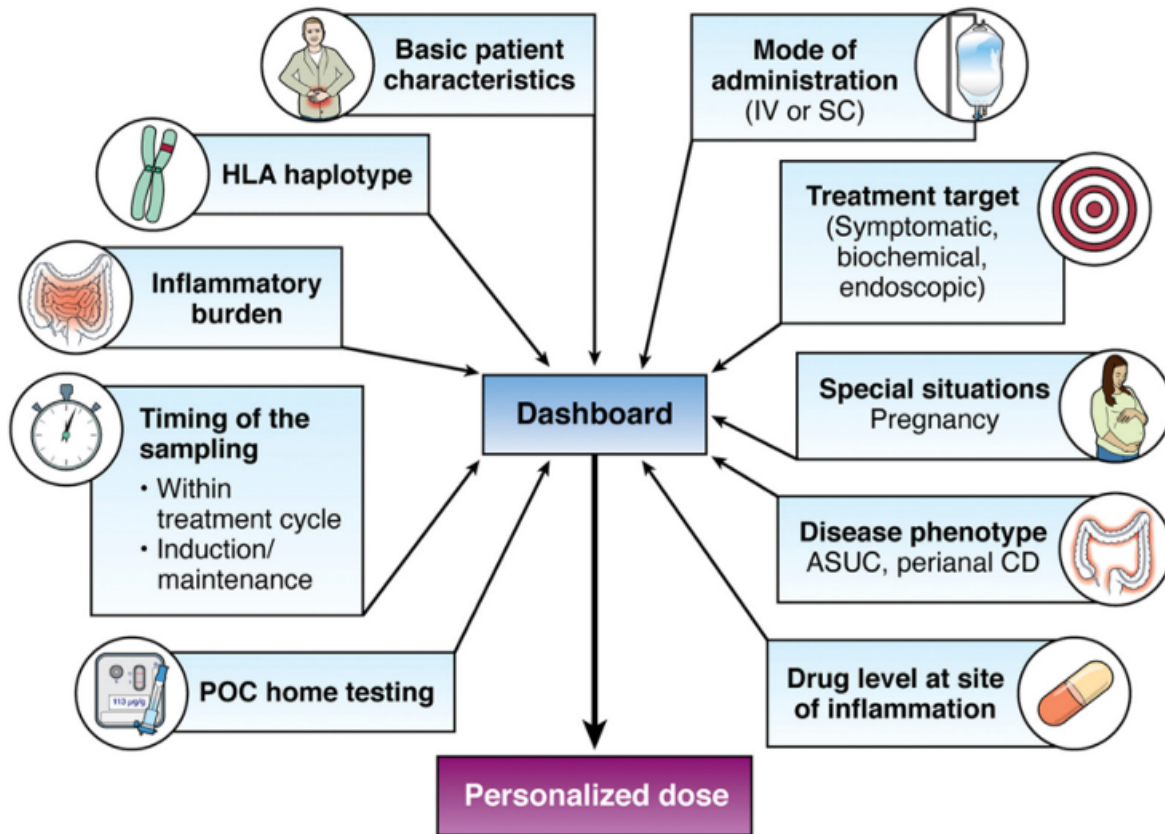 Basic patient
characteristics
Mode of
administration
(IV or SC)
HLA haplotype
Treatment target
(Symptomatic,
biochemical,
endoscopic)
Inflammatory
burden
Dashboard
Special situations
Pregnancy
Timing of the
sampling
• Within
treatment cycle
• Induction/
maintenance
Disease phenotype
ASUC, perianal CD
POC home testing
113 µg/g
Drug level at site
of inflammation
Personalized dose